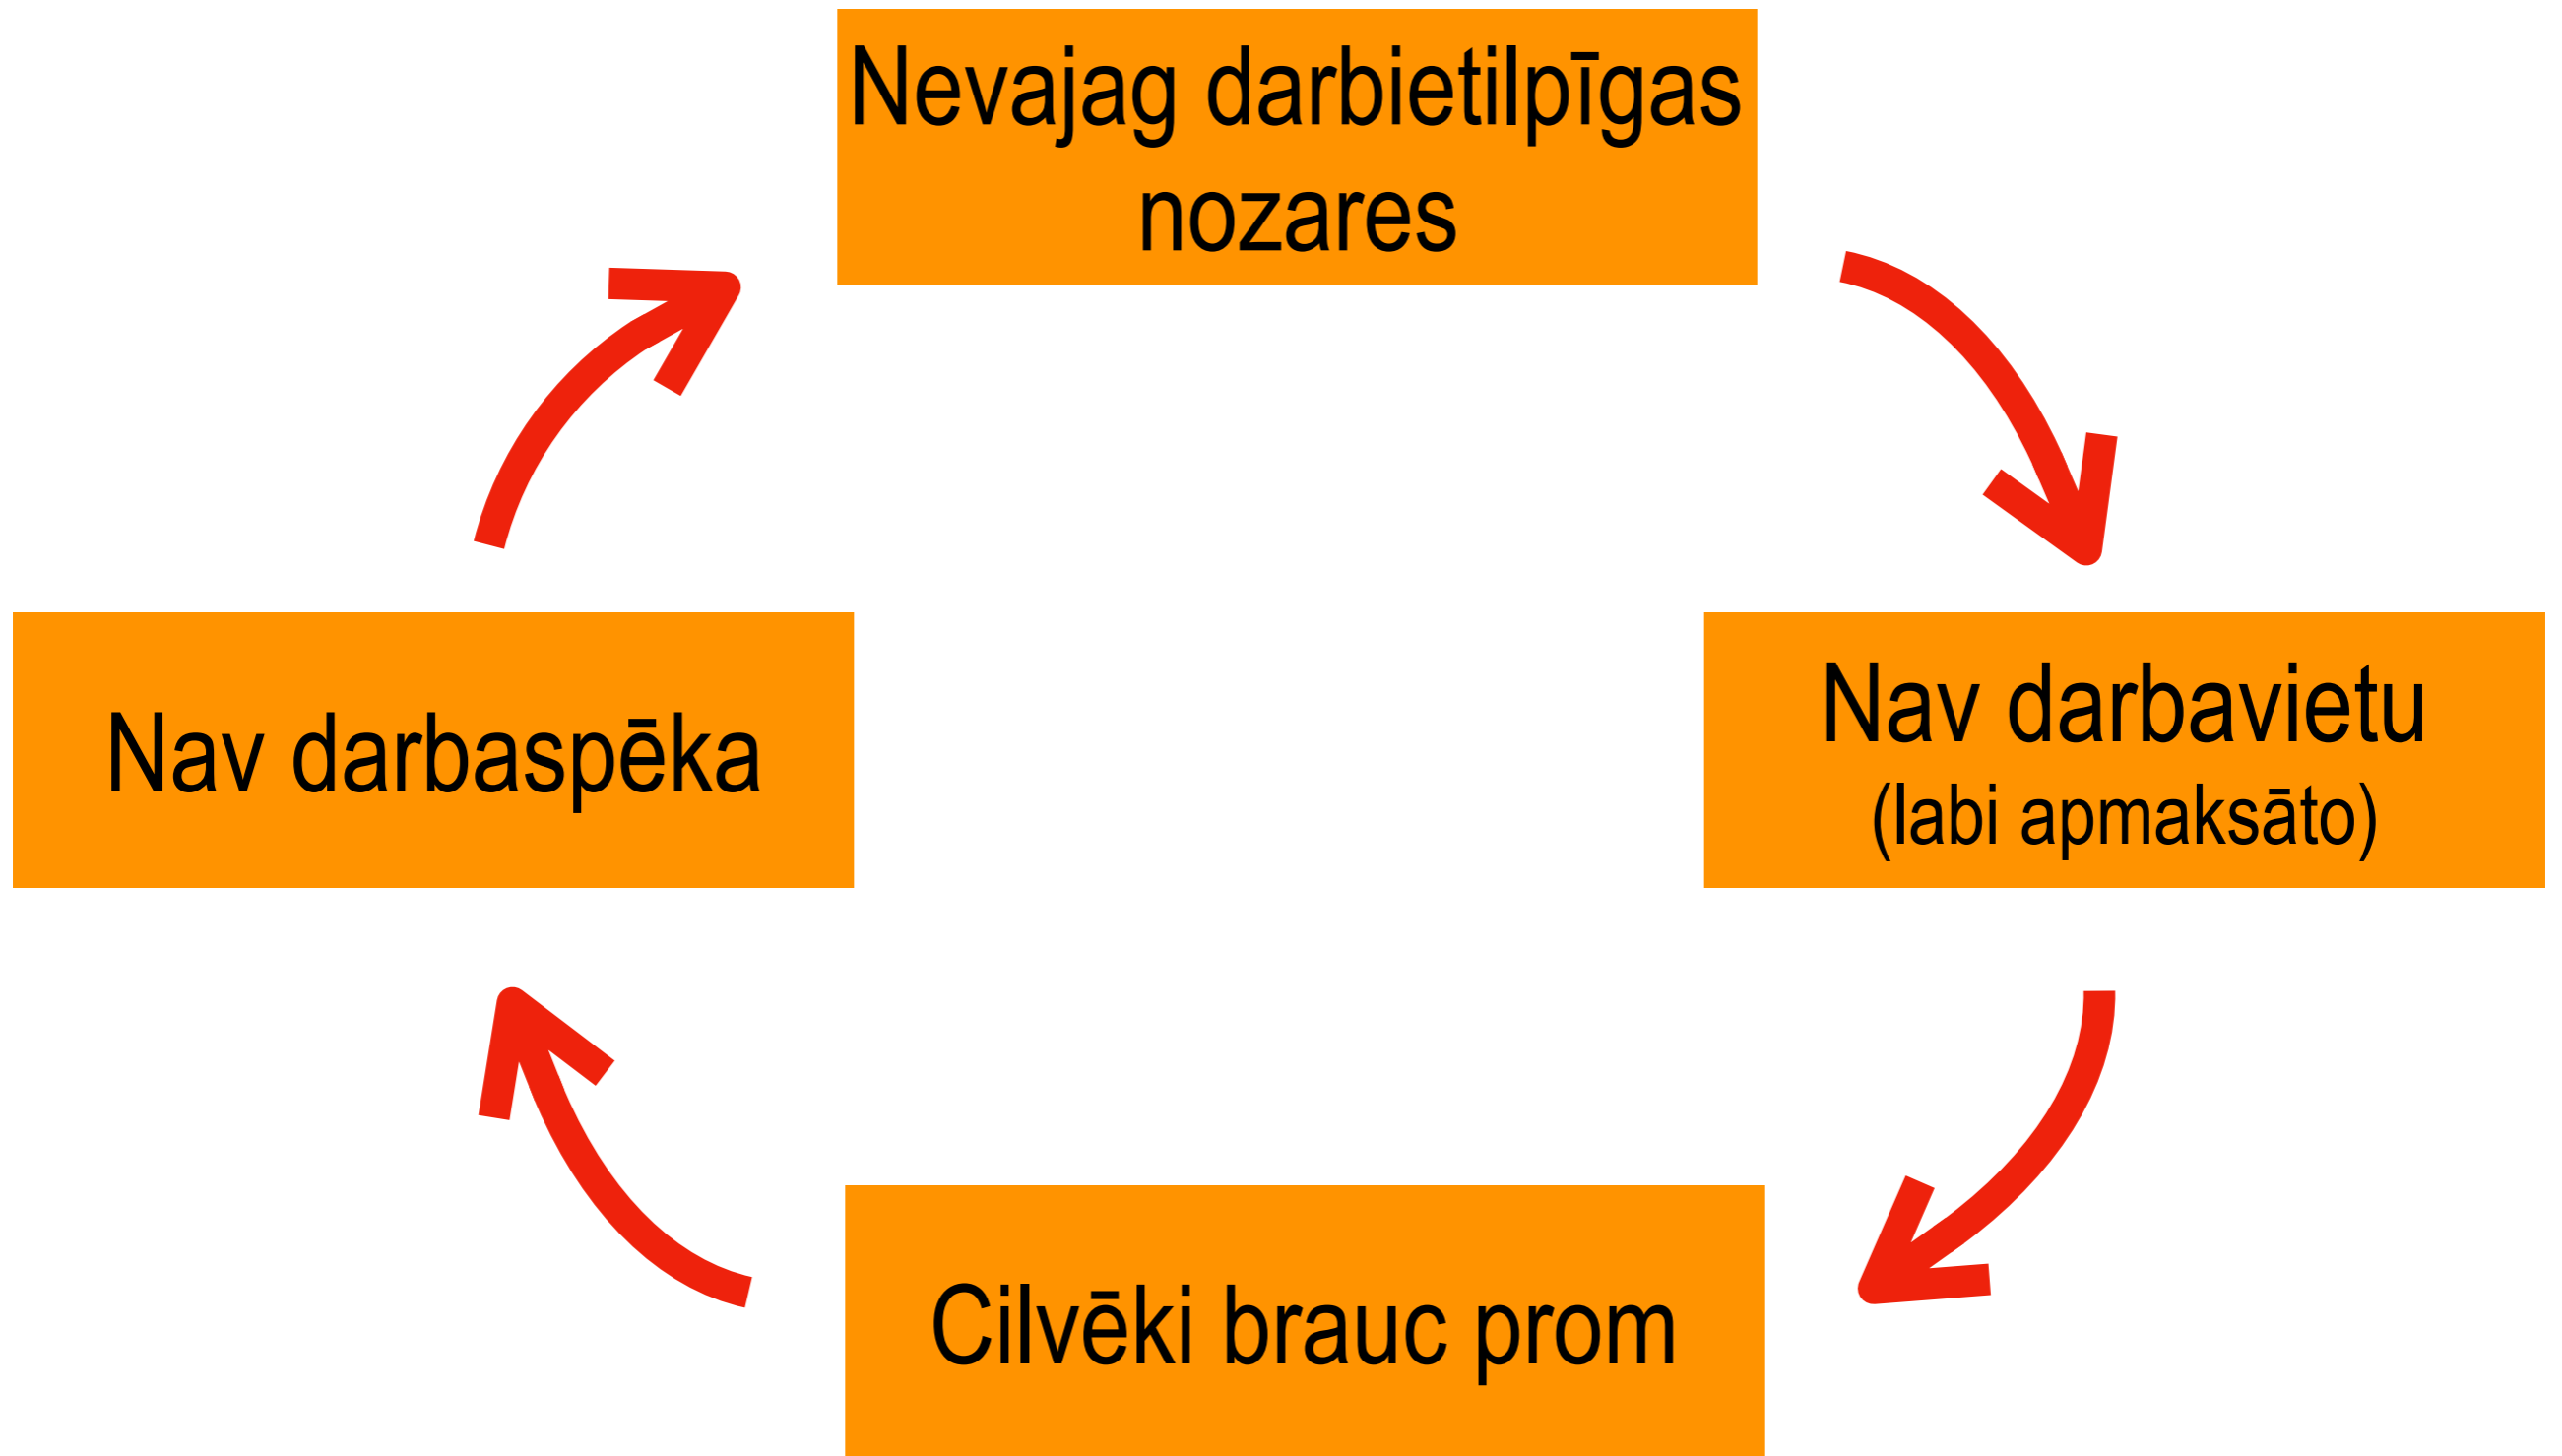 Nevajag darbietilpīgas
nozares
Nav darbaspēka
Nav darbavietu
(labi apmaksāto)
Cilvēki brauc prom